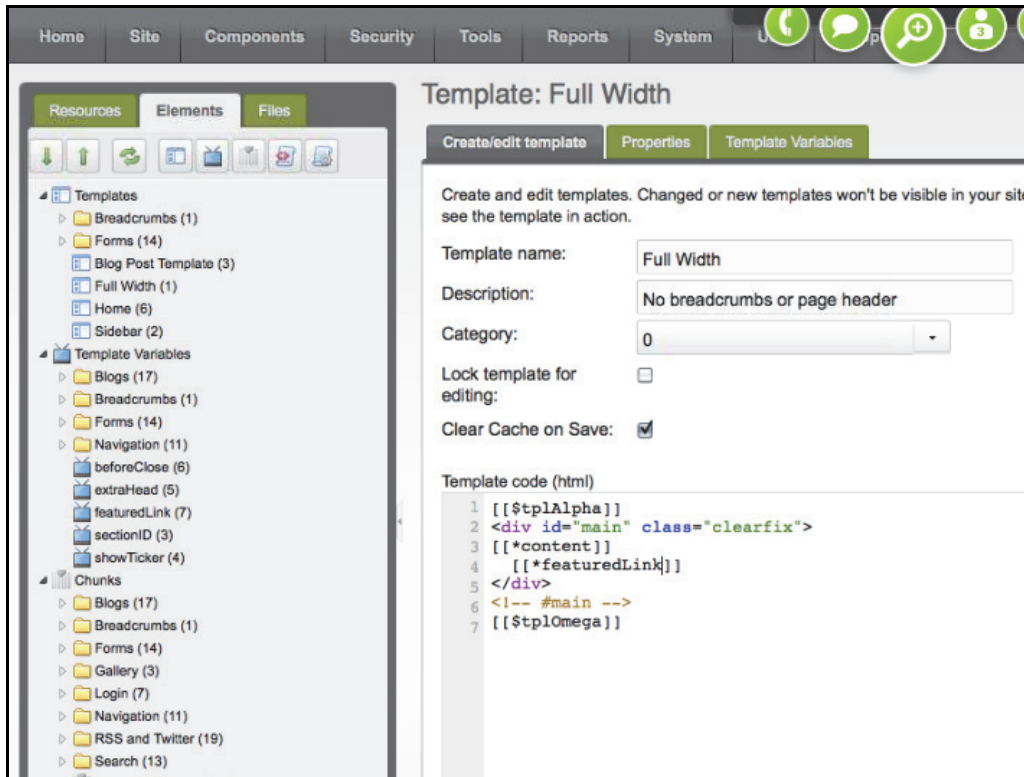 Home Site Components Security Tools Reports System
3
Resources Elements Files
Templates
Breadcrumbs (1)
Forms (14)
Blog Post Template (3)
Full Width (1)
Home (6)
Sidebar (2)
Template Variables
Blogs (17)
Breadcrumbs (1)
Forms (14)
Navigation (11)
beforeClose (6)
extraHead (5)
featuredLink (7)
sectionID (3)
showTicker (4)
Chunks
Blogs (17)
Breadcrumbs (1)
Forms (14)
Gallery (3)
Login (7)
Navigation (11)
RSS and Twitter (19)
Search (13)
Template: Full Width
Create/edit template Properties Template Variables
Create and edit templates. Changed or new templates won't be visible in your site
see the template in action.
Template name: Full Width
Description: No breadcrumbs or page header
Category: 0
Lock template for
editing:
Clear Cache on Save:
Template code (html)
1 [[$tplAlpha]]
2 <div id="main" class="clearfix">
3 [[*content]]
4 [[*featuredLink]]
5 </div>
6 <!-- #main -->
7 [[$tplOmega]]